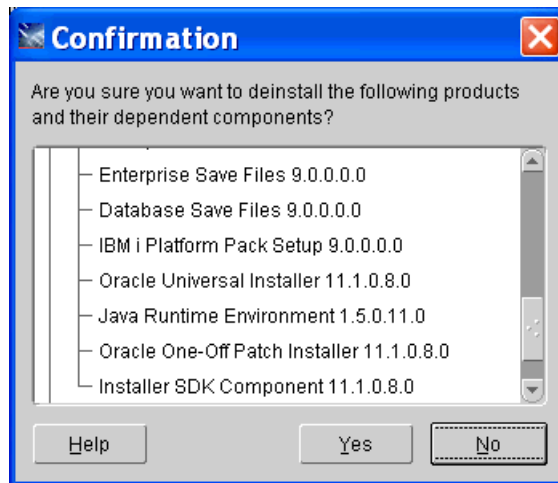 Confirmation
Are you sure you want to deinstall the following products
and their dependent components?
Enterprise Save Files 9.0.0.0.0
Database Save Files 9.0.0.0.0
IBM i Platform Pack Setup 9.0.0.0.0
Oracle Universal Installer 11.1.0.8.0
Java Runtime Environment 1.5.0.11.0
Oracle One-Off Patch Installer 11.1.0.8.0
Installer SDK Component 11.1.0.8.0
Help Yes No